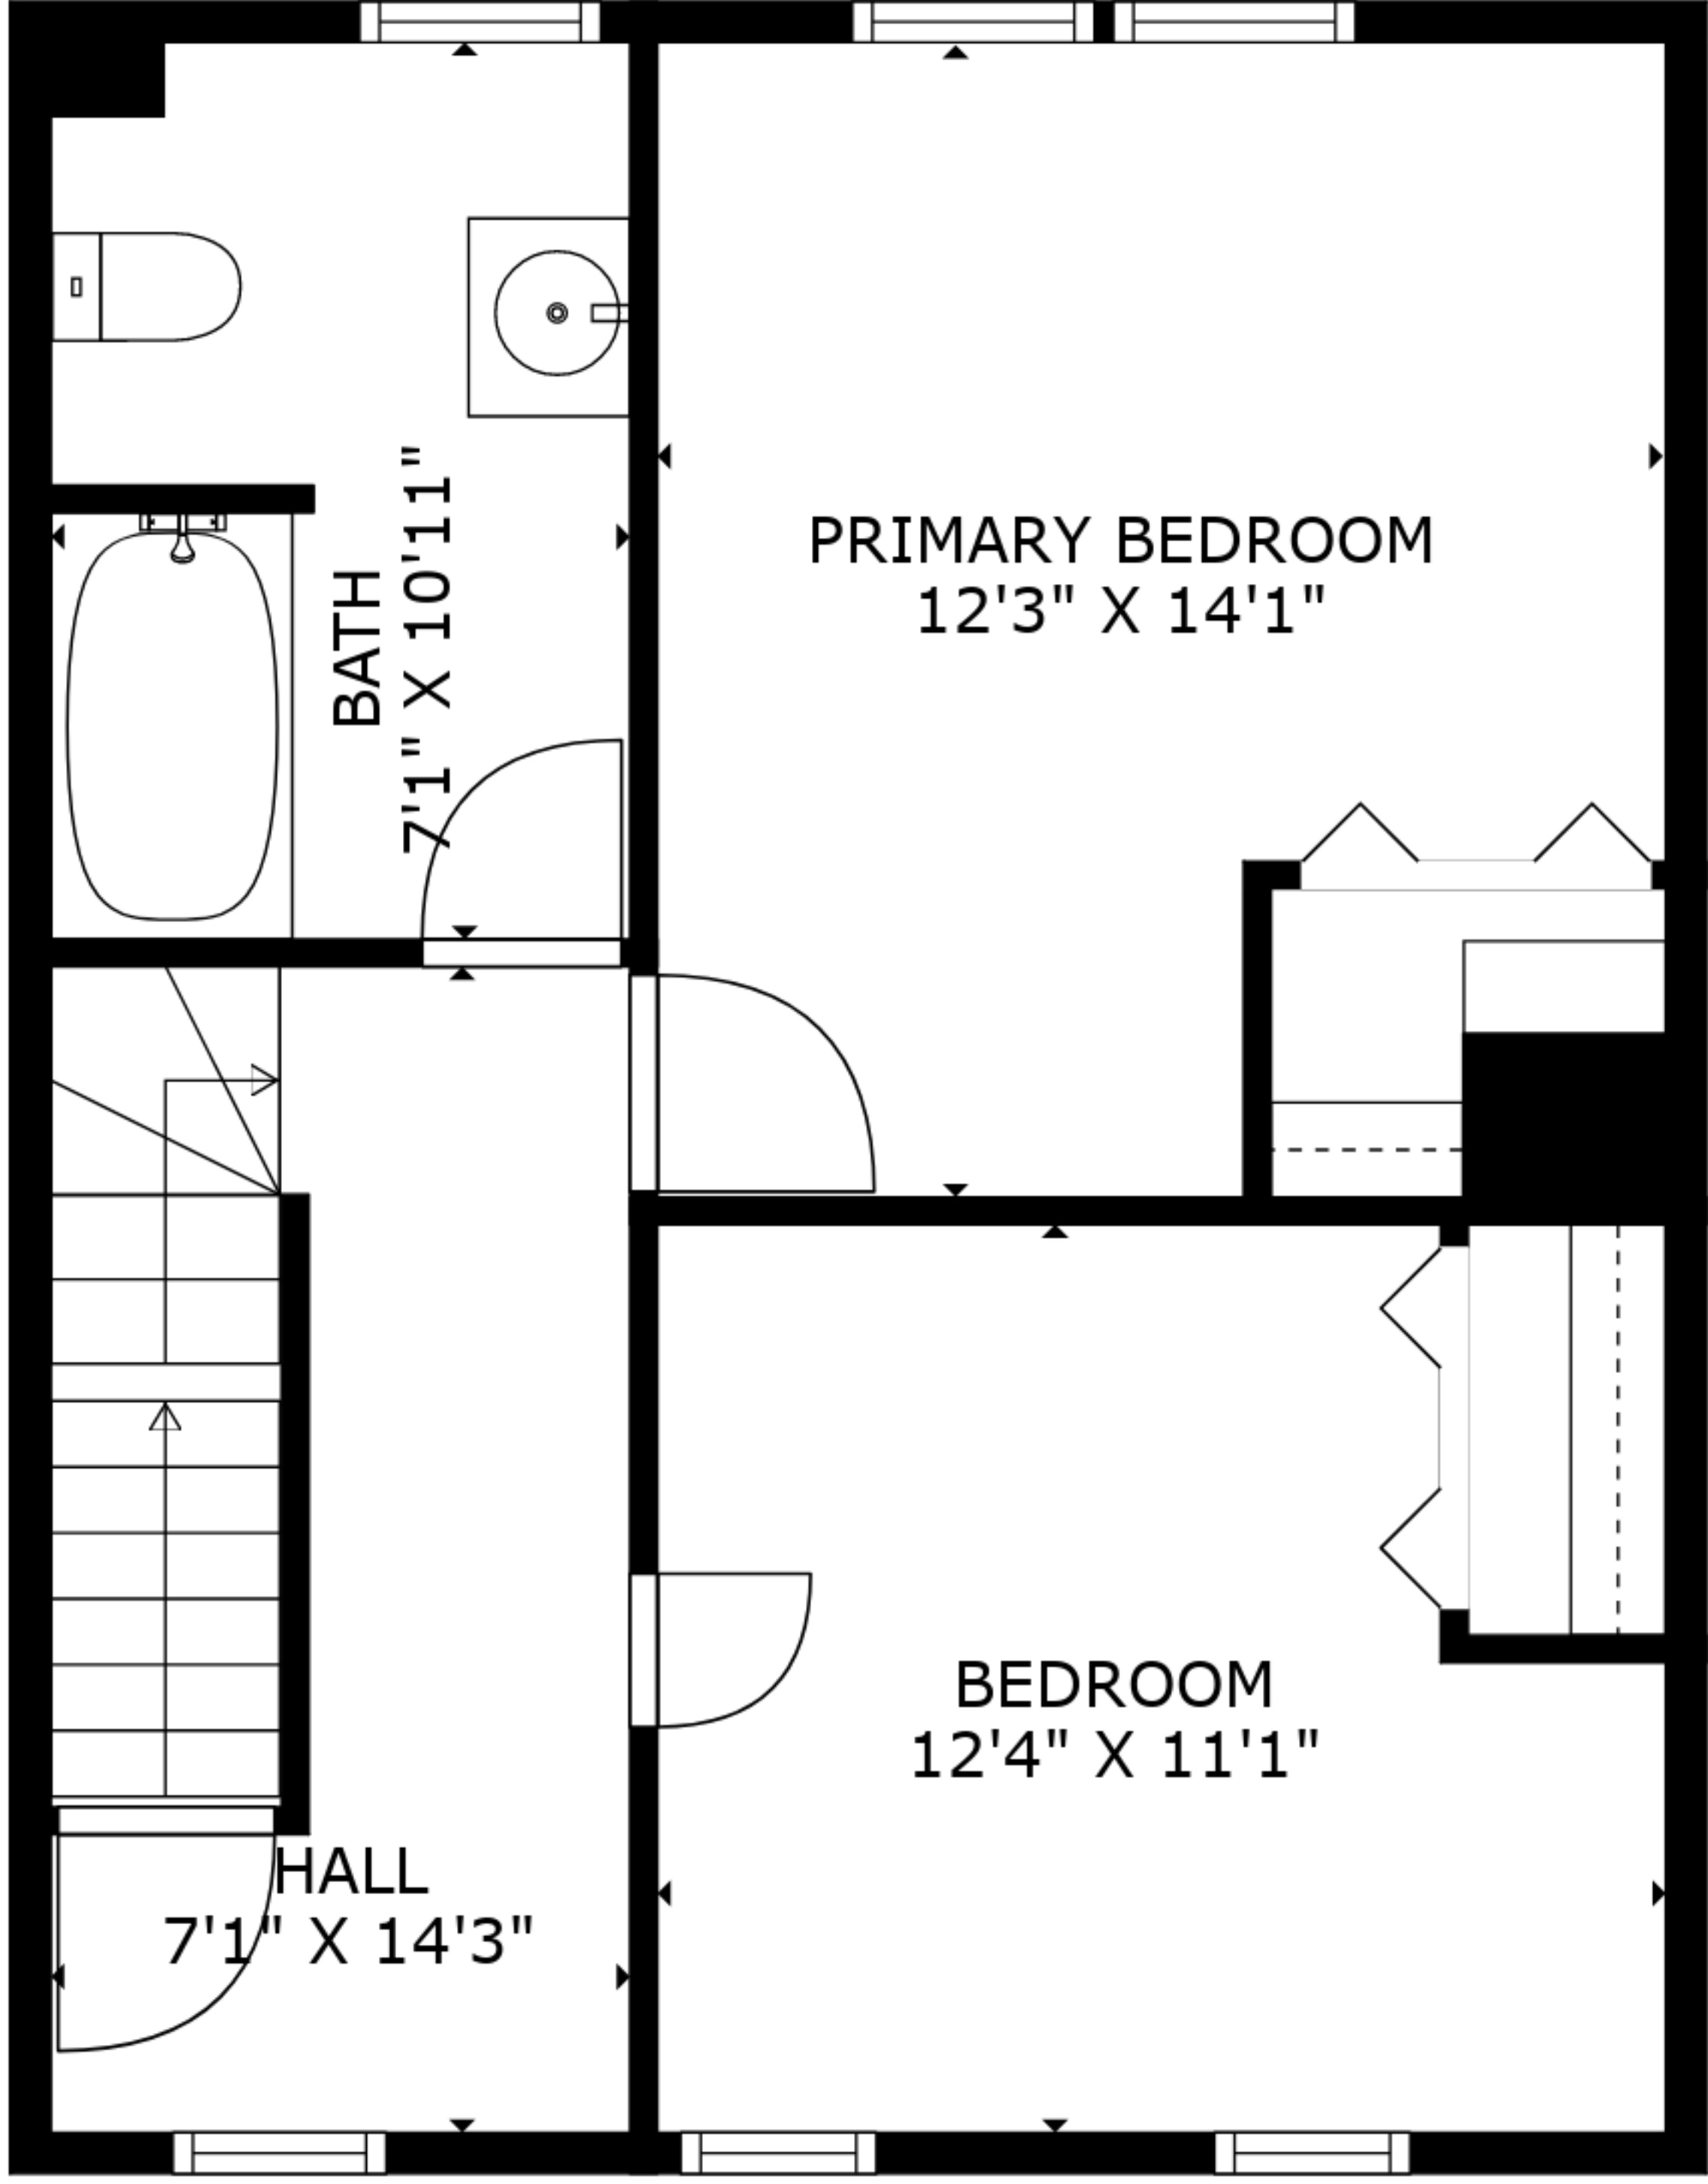 PRIMARY BEDROOM
12'3" X 14'1"
BATH
7'1" X 10'11"
BEDROOM
12'4" X 11'1"
HALL
7'1" X 14'3"